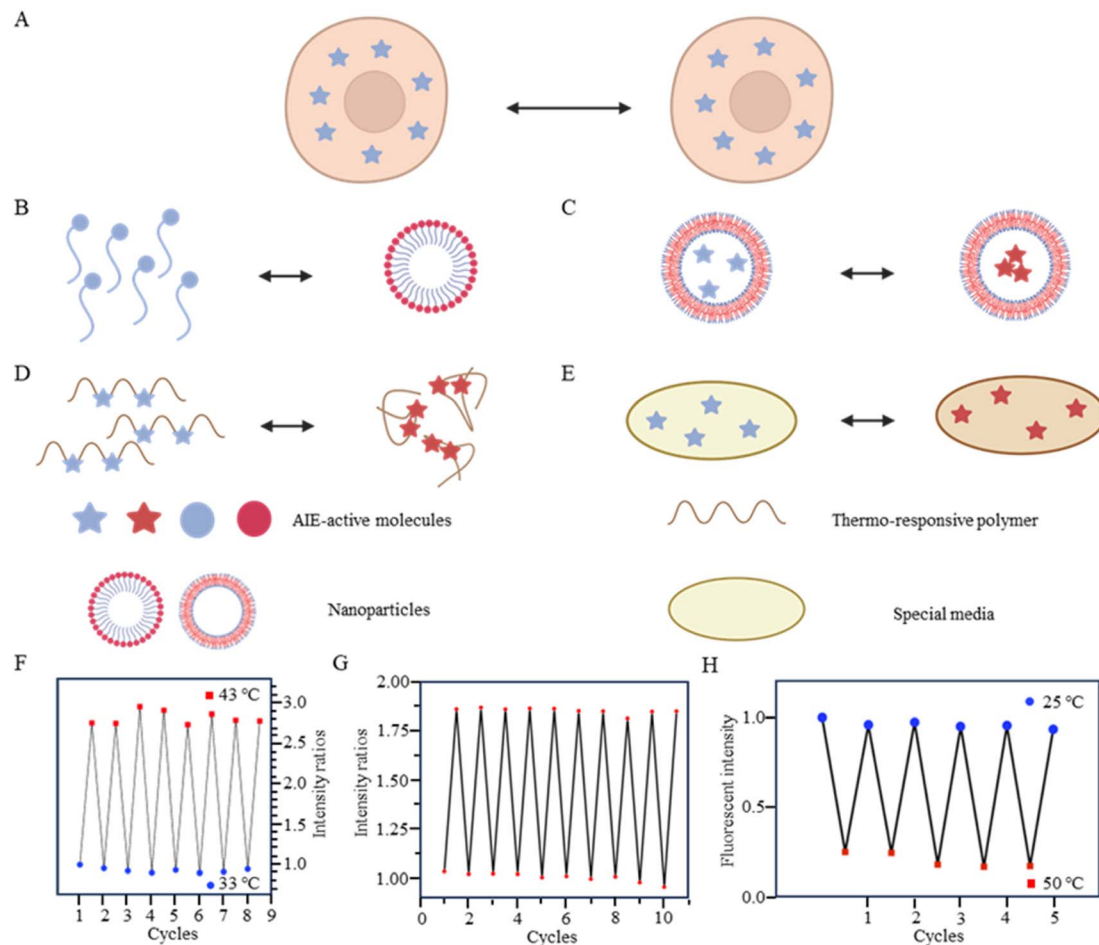 A
B
C
D
E
AIE-active molecules
Thermo-responsive polymer
Nanoparticles
Special media
F
43 °C
33 °C
3.0
2.5
2.0
1.5
1.0
Intensity ratios
1 2 3 4 5 6 7 8 9
Cycles
G
2.00
1.75
1.50
1.25
1.00
Intensity ratios
0 2 4 6 8 10
Cycles
H
25 °C
50 °C
1.0
0.5
0.0
Fluorescent intensity
1 2 3 4 5
Cycles